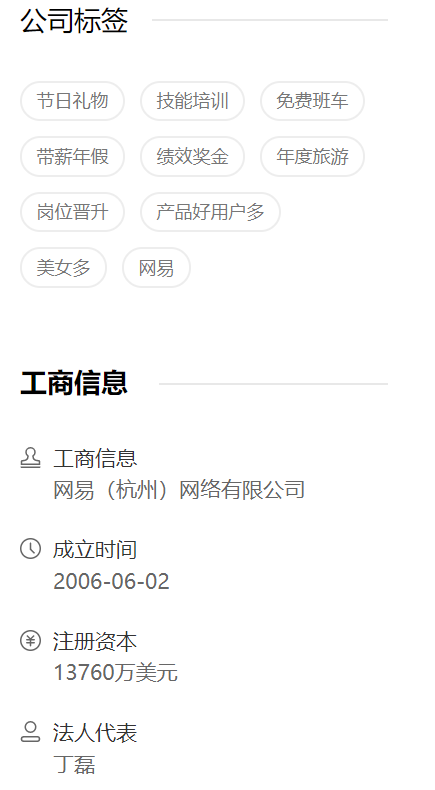 公司标签
节日礼物 技能培训 免费班车
带薪年假 绩效奖金 年度旅游
岗位晋升 产品好用户多
美女多 网易
工商信息
工商信息
网易（杭州）网络有限公司
成立时间
2006-06-02
注册资本
13760万美元
法人代表
丁磊